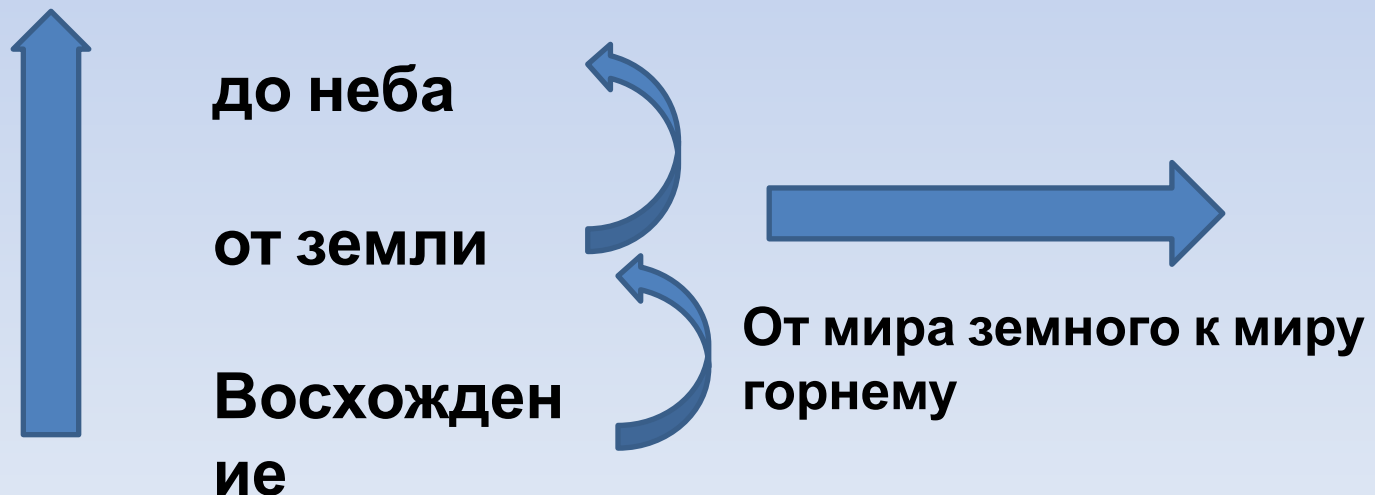 до неба
от земли
Восхожден
ие
От мира земного к миру
горнему